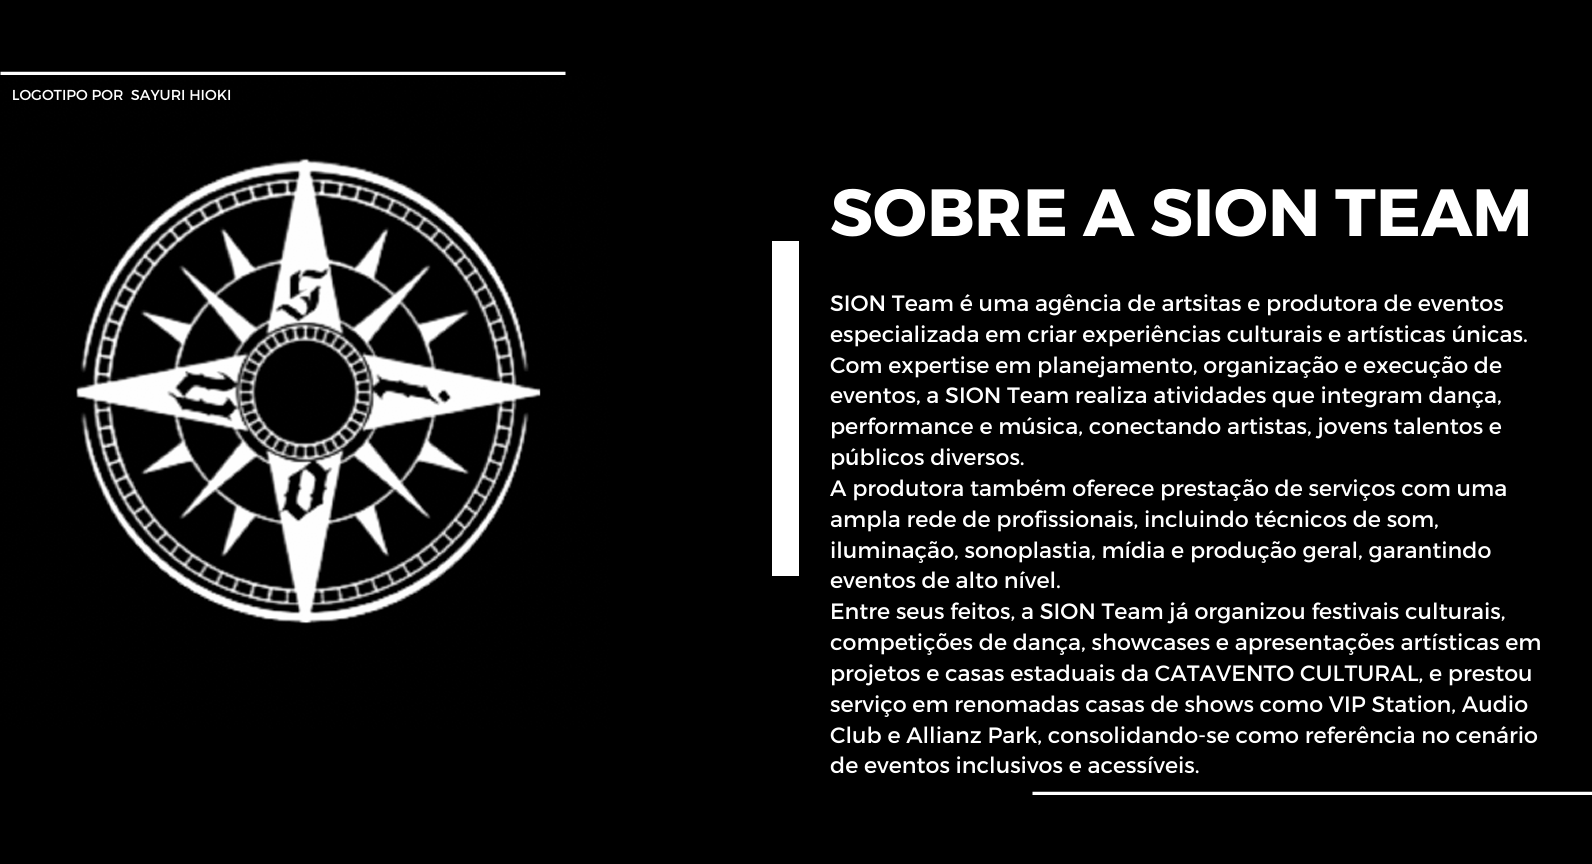 LOGOTIPO POR SAYURI HIOKI
S
I.
O
N
SOBRE A SION TEAM
SION Team é uma agência de artsitas e produtora de eventos
especializada em criar experiências culturais e artísticas únicas.
Com expertise em planejamento, organização e execução de
eventos, a SION Team realiza atividades que integram dança,
performance e música, conectando artistas, jovens talentos e
públicos diversos.
A produtora também oferece prestação de serviços com uma
ampla rede de profissionais, incluindo técnicos de som,
iluminação, sonoplastia, mídia e produção geral, garantindo
eventos de alto nível.
Entre seus feitos, a SION Team já organizou festivais culturais,
competições de dança, showcases e apresentações artísticas em
projetos e casas estaduais da CATAVENTO CULTURAL, e prestou
serviço em renomadas casas de shows como VIP Station, Audio
Club e Allianz Park, consolidando-se como referência no cenário
de eventos inclusivos e acessíveis.